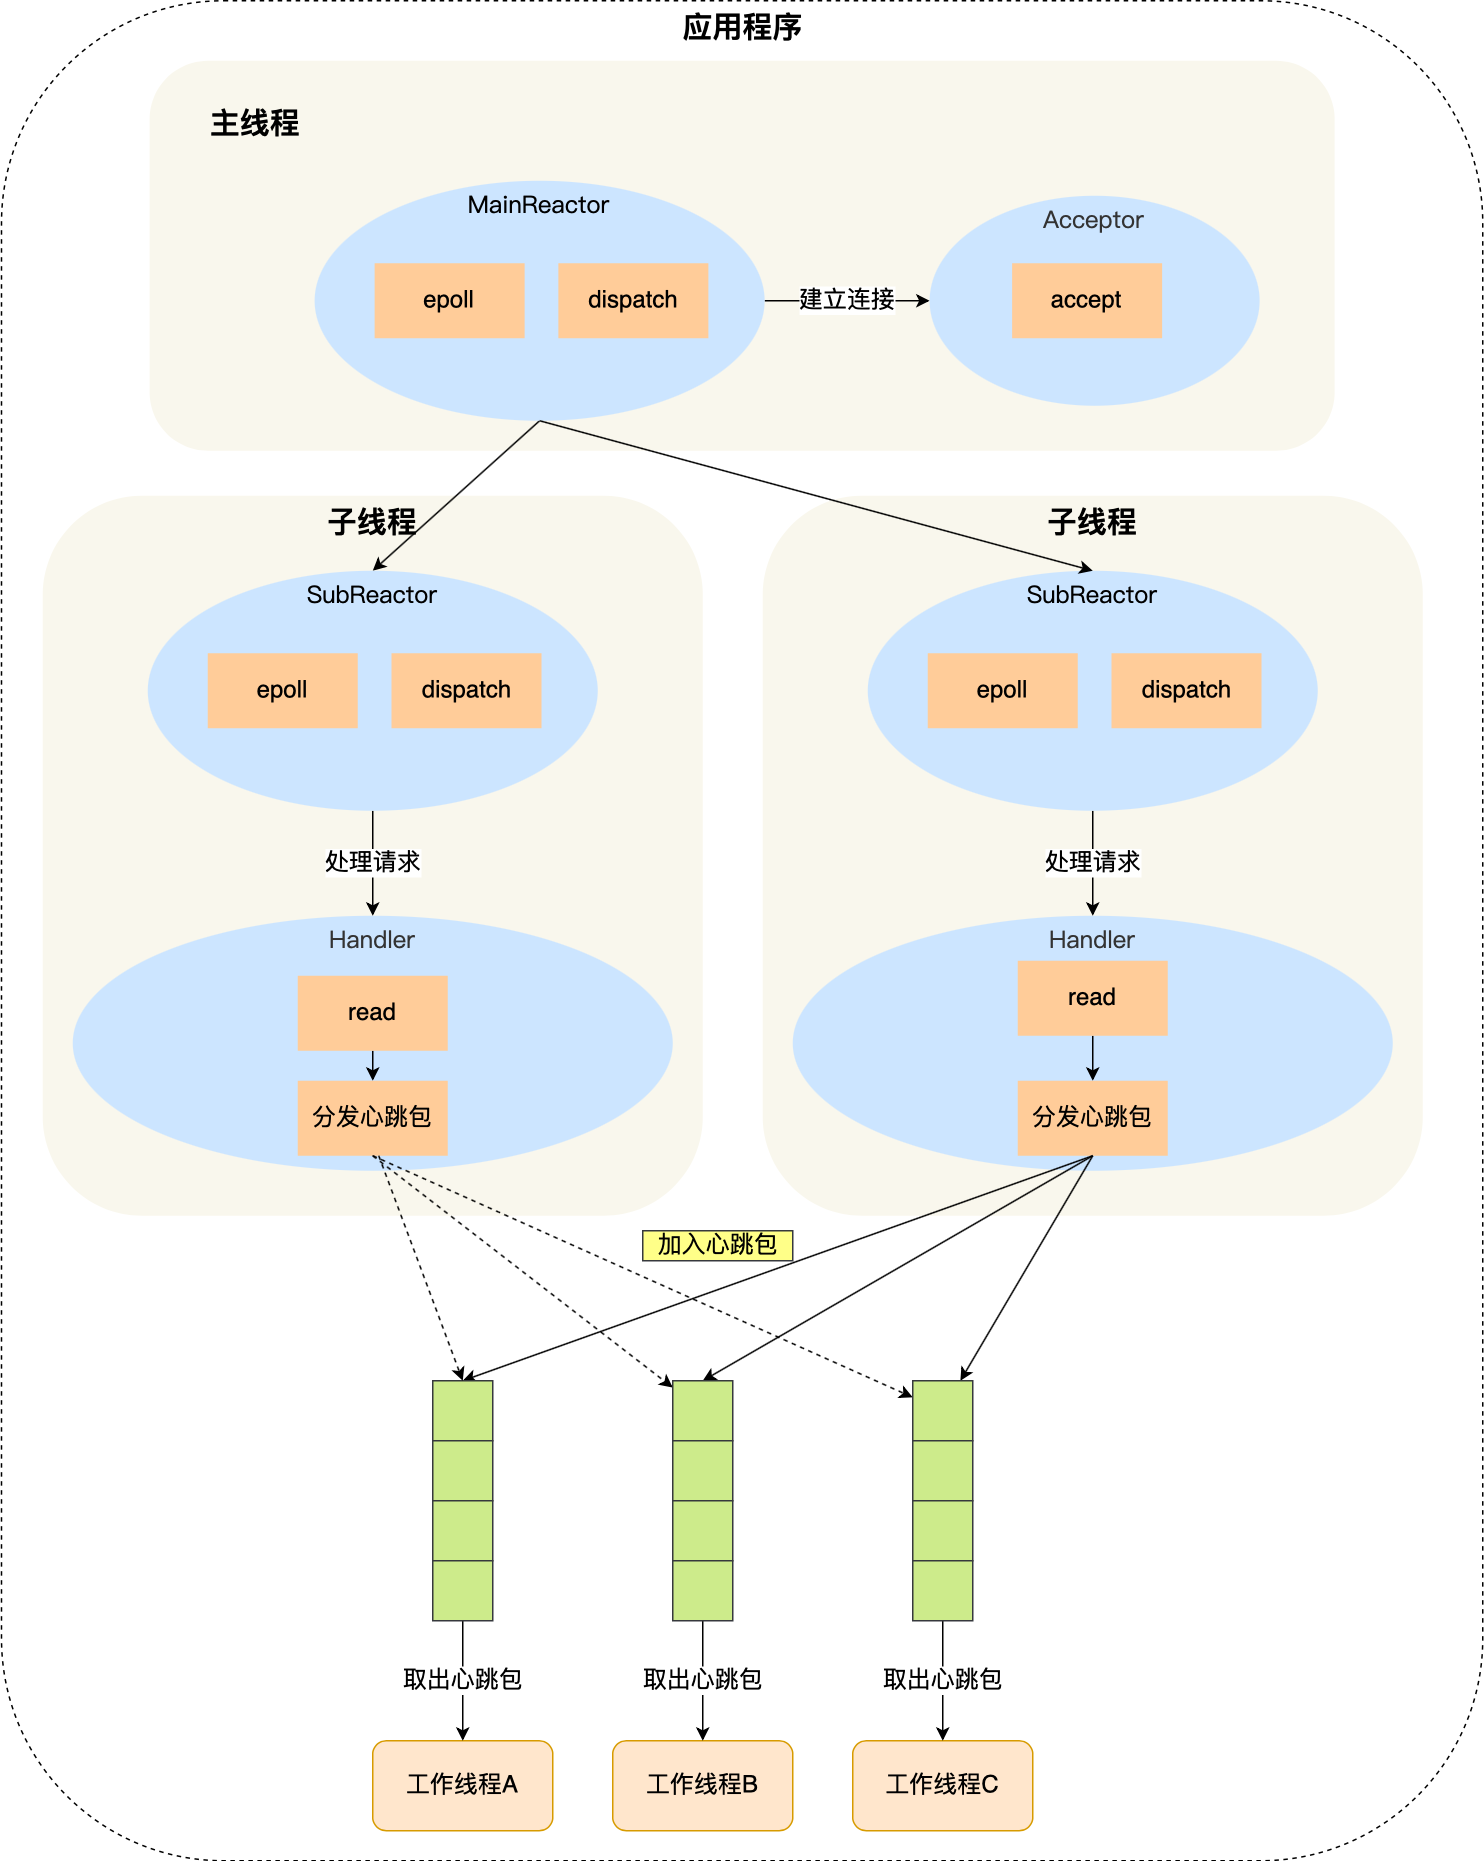 应用程序
主线程
MainReactor
Acceptor
epoll
dispatch
建立连接
accept
子线程
子线程
SubReactor
SubReactor
epoll
dispatch
epoll
dispatch
处理请求
处理请求
Handler
Handler
read
read
分发心跳包
分发心跳包
加入心跳包
取出心跳包
取出心跳包
取出心跳包
工作线程A
工作线程B
工作线程C